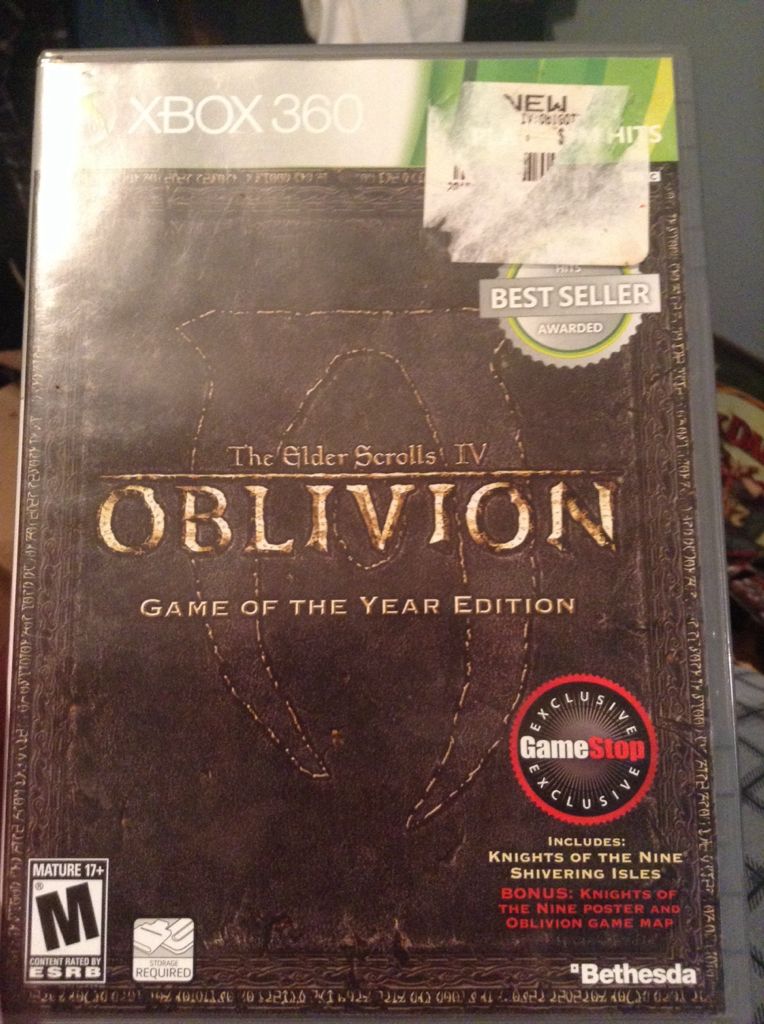 XBOX 360
NEW
HITS
HITS
BEST SELLER
AWARDED
The Elder Scrolls IV
OBLIVION
GAME OF THE YEAR EDITION
EXCLUSIVE
GameStop
EXCLUSIVE
INCLUDES:
KNIGHTS OF THE NINE
SHIVERING ISLES
BONUS: KNIGHTS OF
THE NINE POSTER AND
OBLIVION GAME MAP
MATURE 17+
M
®
CONTENT RATED BY
ESRB
STORAGE
REQUIRED
Bethesda